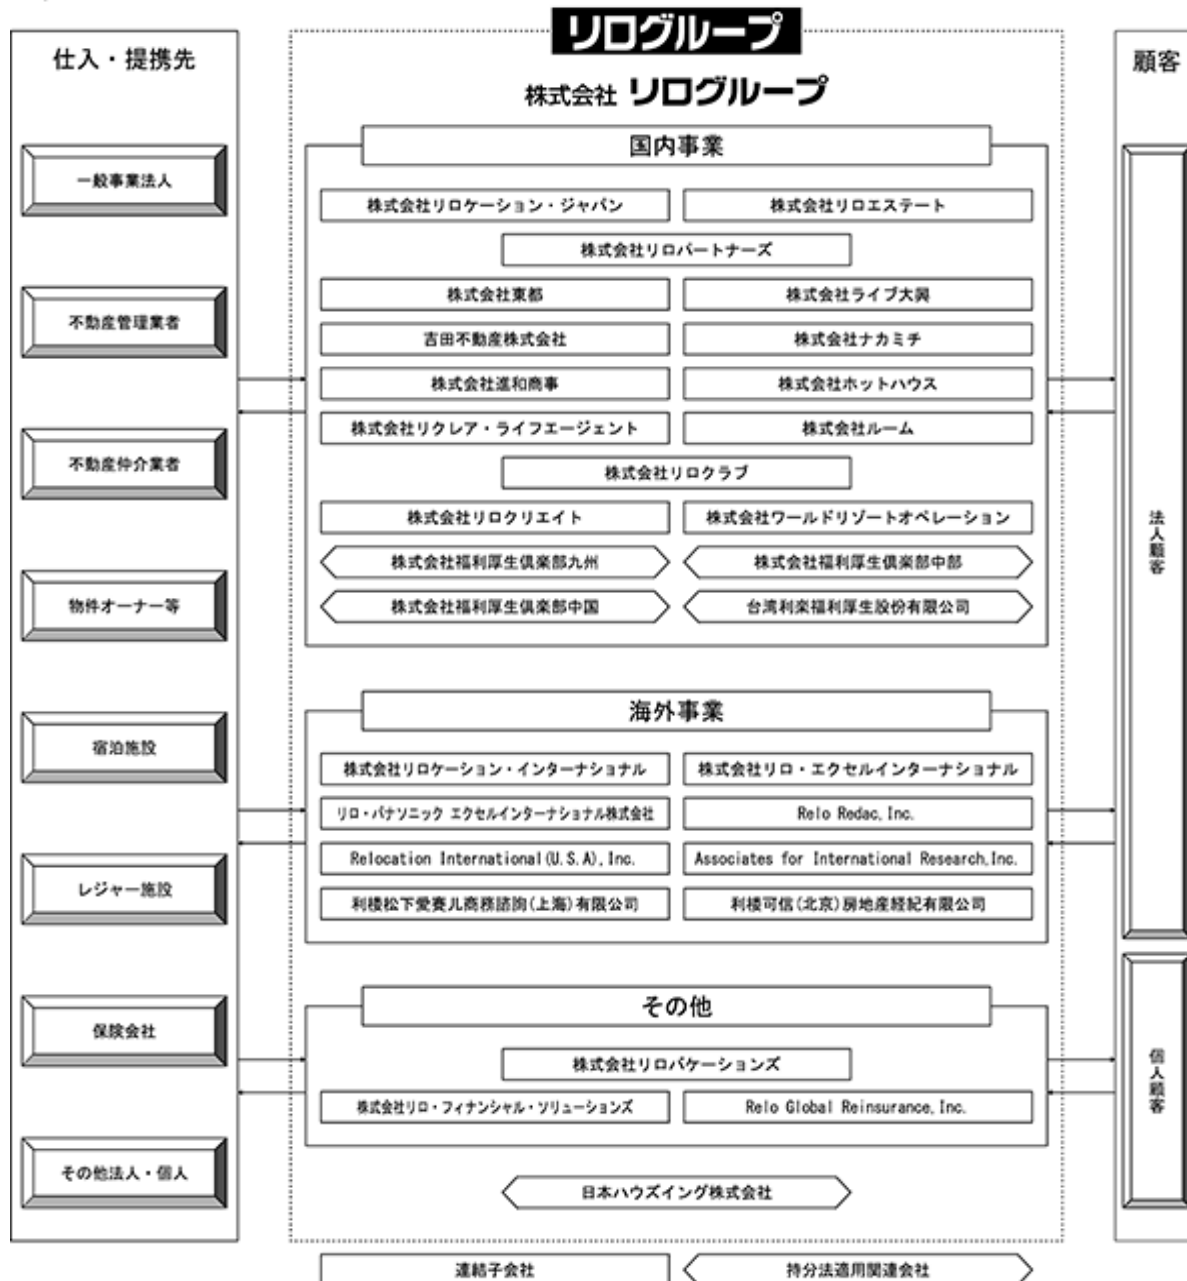 リログループ
仕入・提携先
顧客
株式会社 リログループ
国内事業
一般事業法人
株式会社リロケーション・ジャパン
株式会社リロエステート
株式会社リロパートナーズ
株式会社東都
株式会社ライブ大興
不動産管理業者
吉田不動産株式会社
株式会社ナカミチ
株式会社進和商事
株式会社ホットハウス
株式会社リクレア・ライフエージェント
株式会社ルーム
不動産仲介業者
株式会社リロクラブ
株式会社リロクリエイト
株式会社ワールドリゾートオペレーション
法人顧客
株式会社福利厚生倶楽部九州
株式会社福利厚生倶楽部中部
物件オーナー等
株式会社福利厚生倶楽部中国
台湾利楽福利厚生股份有限公司
海外事業
宿泊施設
株式会社リロケーション・インターナショナル
株式会社リロ・エクセルインターナショナル
リロ・パナソニック エクセルインターナショナル株式会社
Relo Redac, Inc.
Relocation International(U.S.A), Inc.
Associates for International Research,Inc.
レジャー施設
利楼松下愛賽儿商務諮詢(上海)有限公司
利楼可信(北京)房地産経紀有限公司
その他
保険会社
株式会社リロバケーションズ
個人顧客
株式会社リロ・フィナンシャル・ソリューションズ
Relo Global Reinsurance, Inc.
その他法人・個人
日本ハウズイング株式会社
連結子会社
持分法適用関連会社